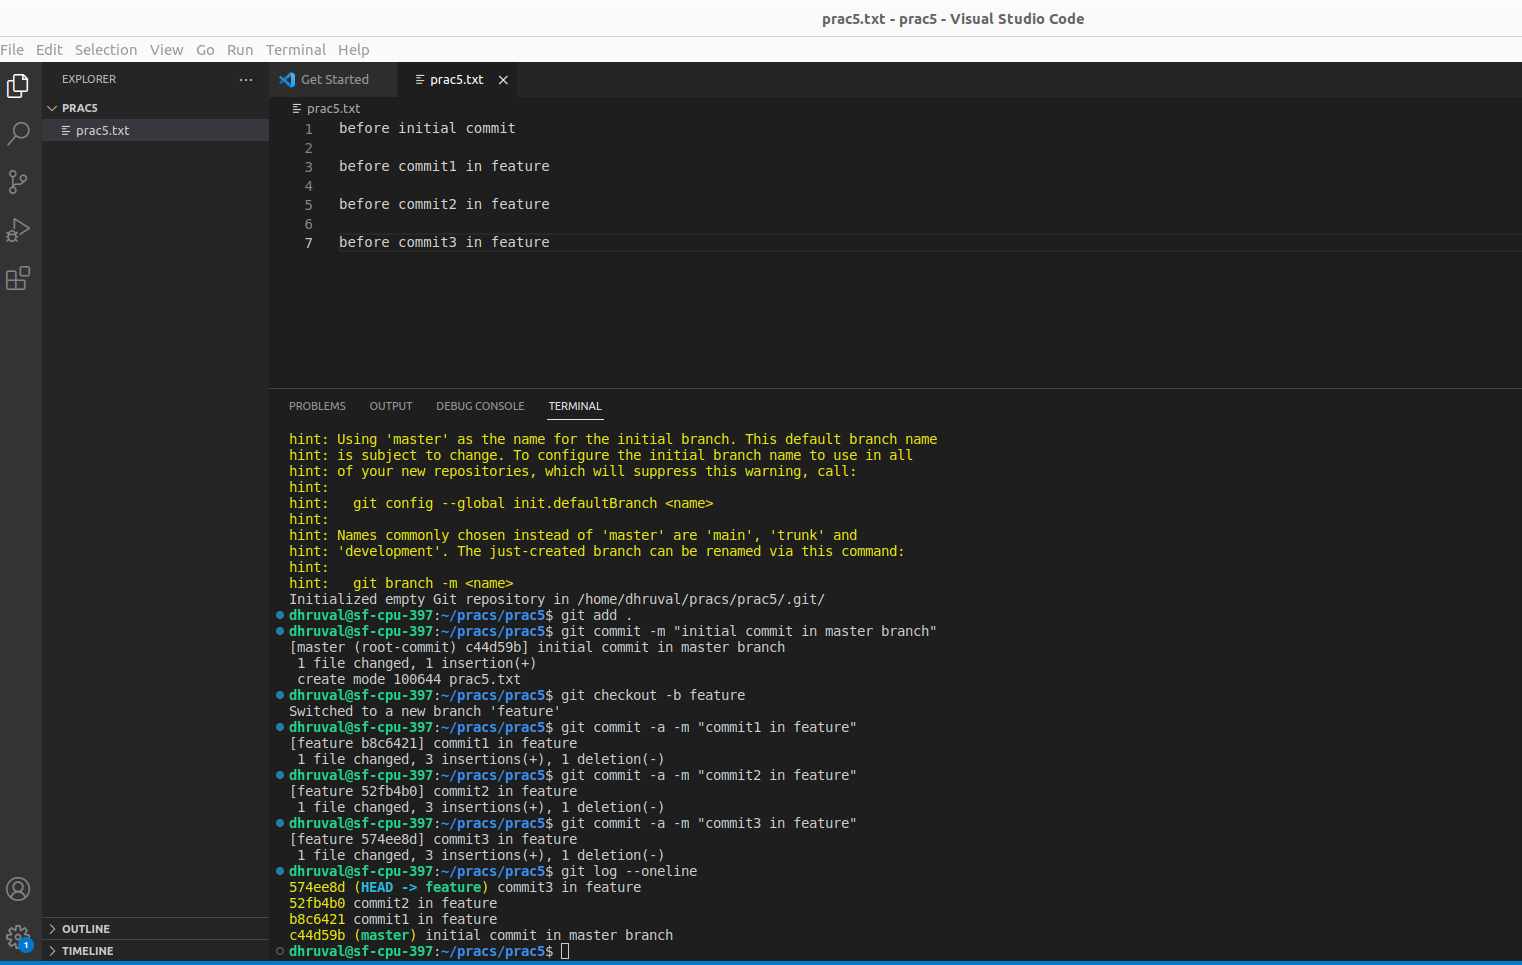 prac5.txt - prac5 - Visual Studio Code
File Edit Selection View Go Run Terminal Help
EXPLORER ···
PRAC5
prac5.txt
Get Started
prac5.txt
prac5.txt
1 before initial commit
2
3 before commit1 in feature
4
5 before commit2 in feature
6
7 before commit3 in feature
PROBLEMS OUTPUT DEBUG CONSOLE TERMINAL
hint: Using 'master' as the name for the initial branch. This default branch name
hint: is subject to change. To configure the initial branch name to use in all
hint: of your new repositories, which will suppress this warning, call:
hint:
hint:   git config --global init.defaultBranch <name>
hint:
hint: Names commonly chosen instead of 'master' are 'main', 'trunk' and
hint: 'development'. The just-created branch can be renamed via this command:
hint:
hint:   git branch -m <name>
Initialized empty Git repository in /home/dhruval/pracs/prac5/.git/
dhruval@sf-cpu-397:~/pracs/prac5$ git add .
dhruval@sf-cpu-397:~/pracs/prac5$ git commit -m "initial commit in master branch"
[master (root-commit) c44d59b] initial commit in master branch
 1 file changed, 1 insertion(+)
 create mode 100644 prac5.txt
dhruval@sf-cpu-397:~/pracs/prac5$ git checkout -b feature
Switched to a new branch 'feature'
dhruval@sf-cpu-397:~/pracs/prac5$ git commit -a -m "commit1 in feature"
[feature b8c6421] commit1 in feature
 1 file changed, 3 insertions(+), 1 deletion(-)
dhruval@sf-cpu-397:~/pracs/prac5$ git commit -a -m "commit2 in feature"
[feature 52fb4b0] commit2 in feature
 1 file changed, 3 insertions(+), 1 deletion(-)
dhruval@sf-cpu-397:~/pracs/prac5$ git commit -a -m "commit3 in feature"
[feature 574ee8d] commit3 in feature
 1 file changed, 3 insertions(+), 1 deletion(-)
dhruval@sf-cpu-397:~/pracs/prac5$ git log --oneline
574ee8d (HEAD -> feature) commit3 in feature
52fb4b0 commit2 in feature
b8c6421 commit1 in feature
c44d59b (master) initial commit in master branch
dhruval@sf-cpu-397:~/pracs/prac5$
OUTLINE
TIMELINE
1